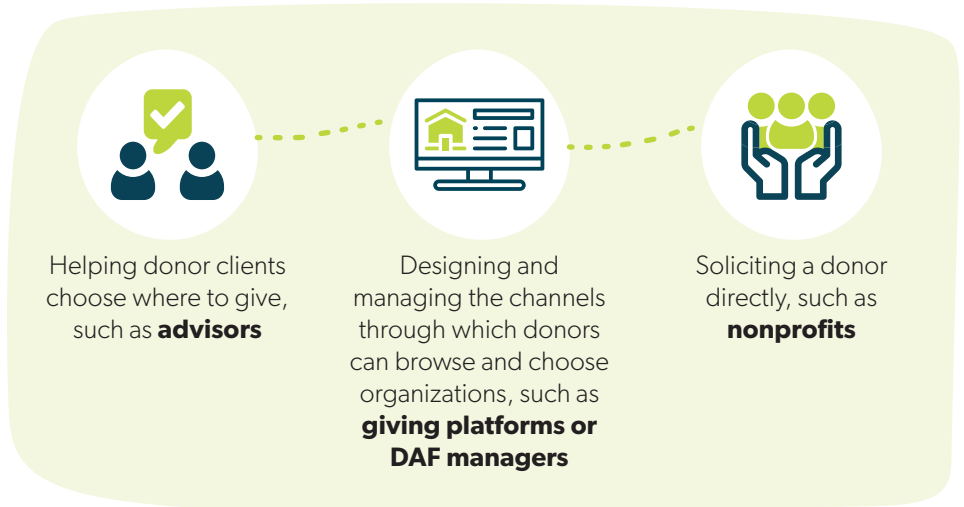 Helping donor clients
choose where to give,
such as advisors
Designing and
managing the channels
through which donors
can browse and choose
organizations, such as
giving platforms or
DAF managers
Soliciting a donor
directly, such as
nonprofits